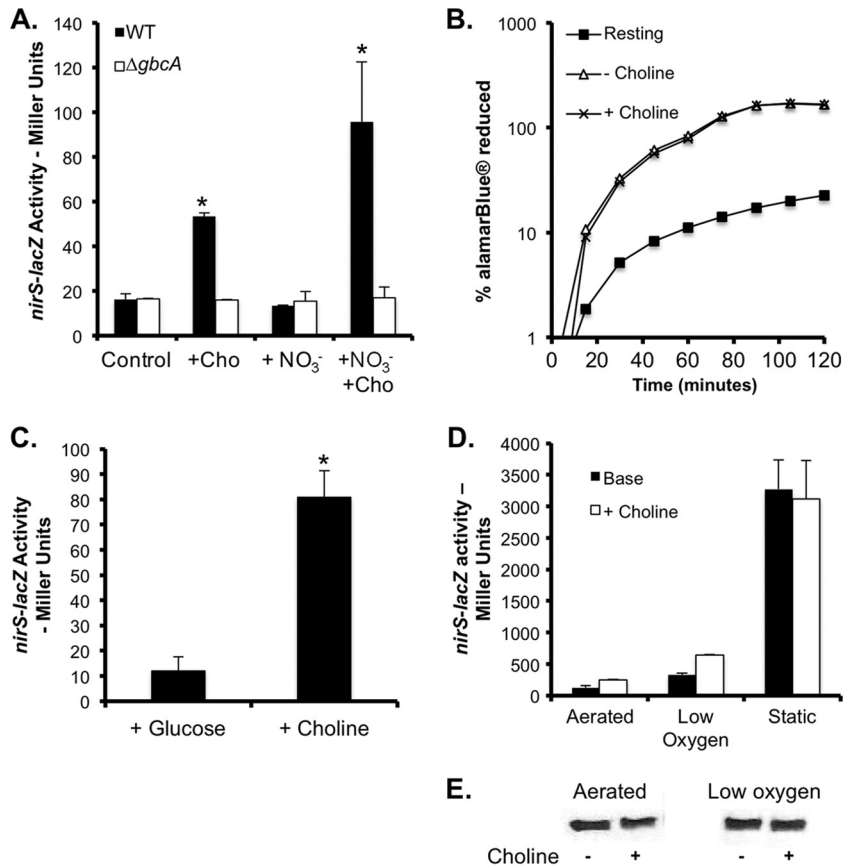 A.
nirS-lacZ Activity - Miller Units
140
120
100
80
60
40
20
0
WT
ΔgbcA
*
*
Control
+Cho
+ NO₃⁻
+NO₃⁻
+Cho
B.
% alamarBlue® reduced
100
10
1
Resting
- Choline
+ Choline
0 20 40 60 80 100 120
Time (minutes)
C.
nirS-lacZ Activity
- Miller Units
100
90
80
70
60
50
40
30
20
10
0
*
+ Glucose
+ Choline
D.
nirS-lacZ activity –
Miller Units
4000
3500
3000
2500
2000
1500
1000
500
0
Base
+ Choline
Aerated
Low
Oxygen
Static
E.
Aerated
Low oxygen
Choline - + - +